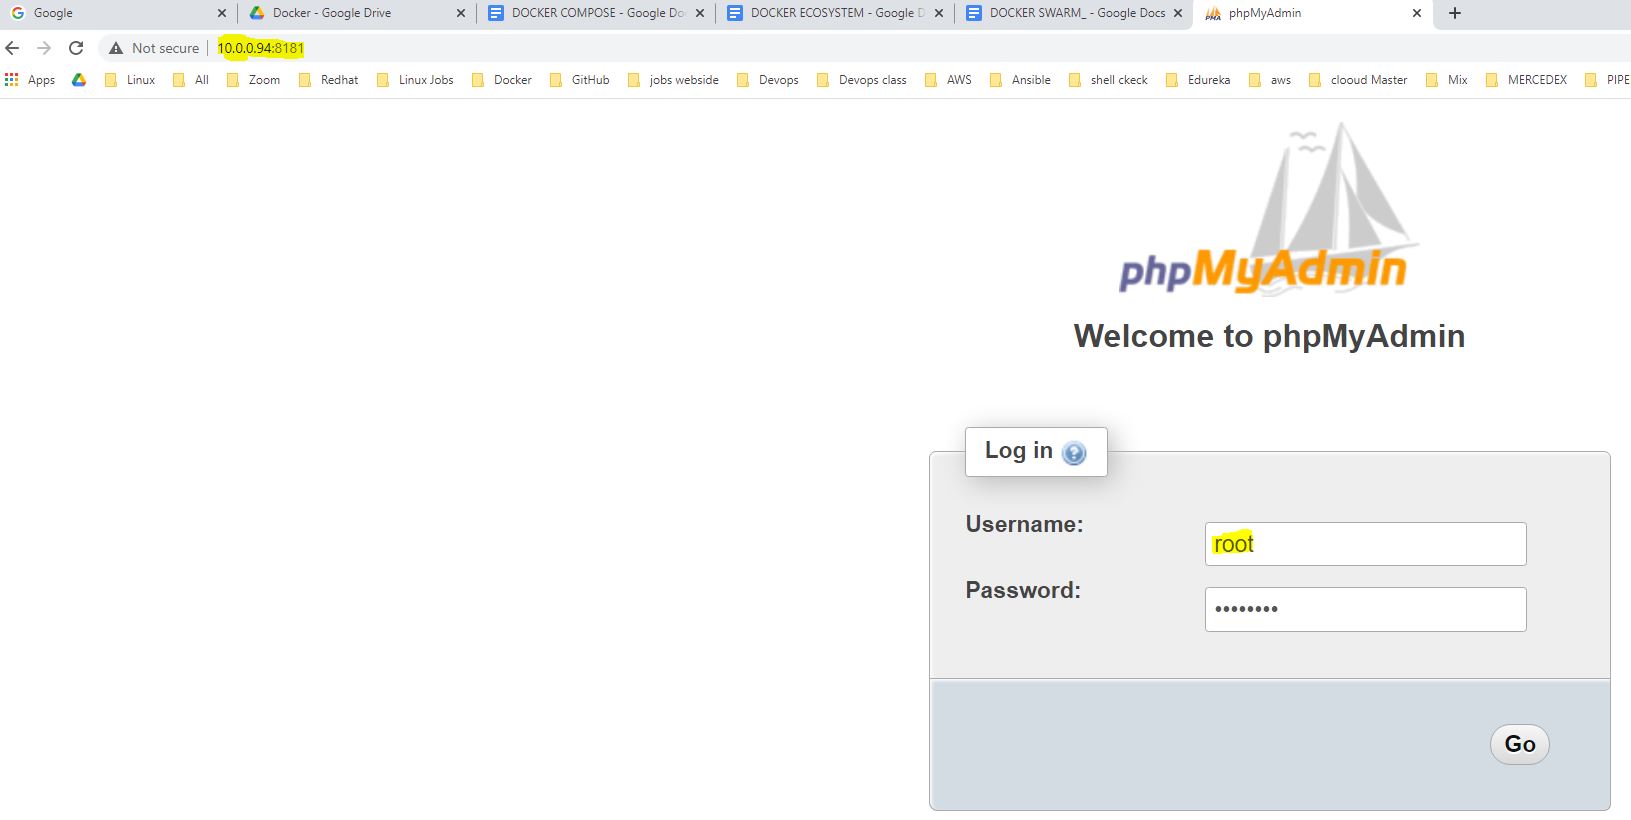 Google
Docker - Google Drive
DOCKER COMPOSE - Google Do
DOCKER ECOSYSTEM - Google D
DOCKER SWARM_ - Google Docs
PMA
phpMyAdmin
Not secure | 10.0.0.94:8181
Apps Linux All Zoom Redhat Linux Jobs Docker GitHub jobs webside Devops Devops class AWS Ansible shell ckeck Edureka aws clooud Master Mix MERCEDEX PIPE
phpMyAdmin
Welcome to phpMyAdmin
Log in ?
Username:
root
Password:
••••••••
Go